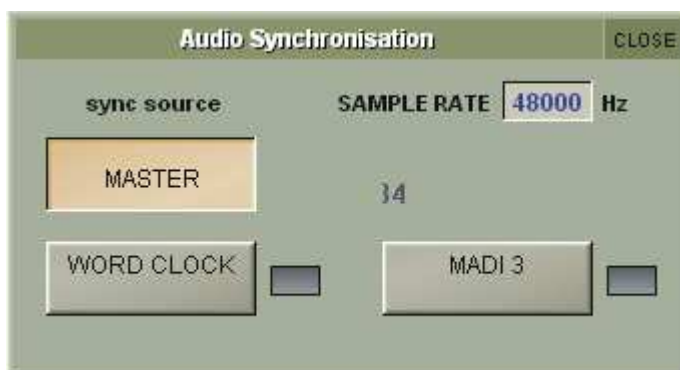 Audio Synchronisation CLOSE
sync source SAMPLE RATE 48000 Hz
MASTER
34
WORD CLOCK MADI 3